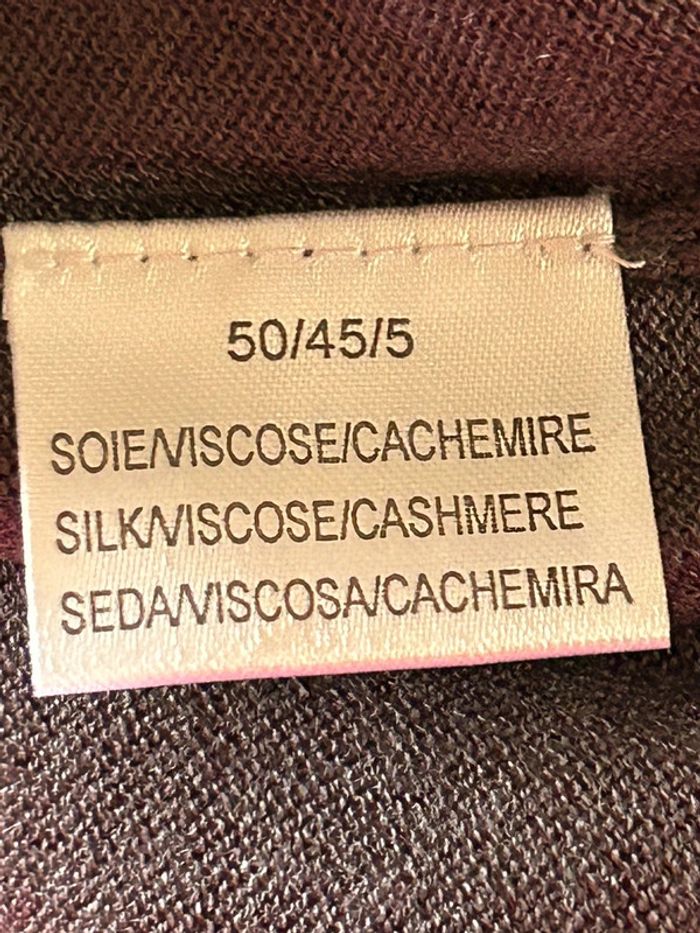 50/45/5
SOIE/VISCOSE/CACHEMIRE
SILK/VISCOSE/CASHMERE
SEDA/VISCOSA/CACHEMIRA